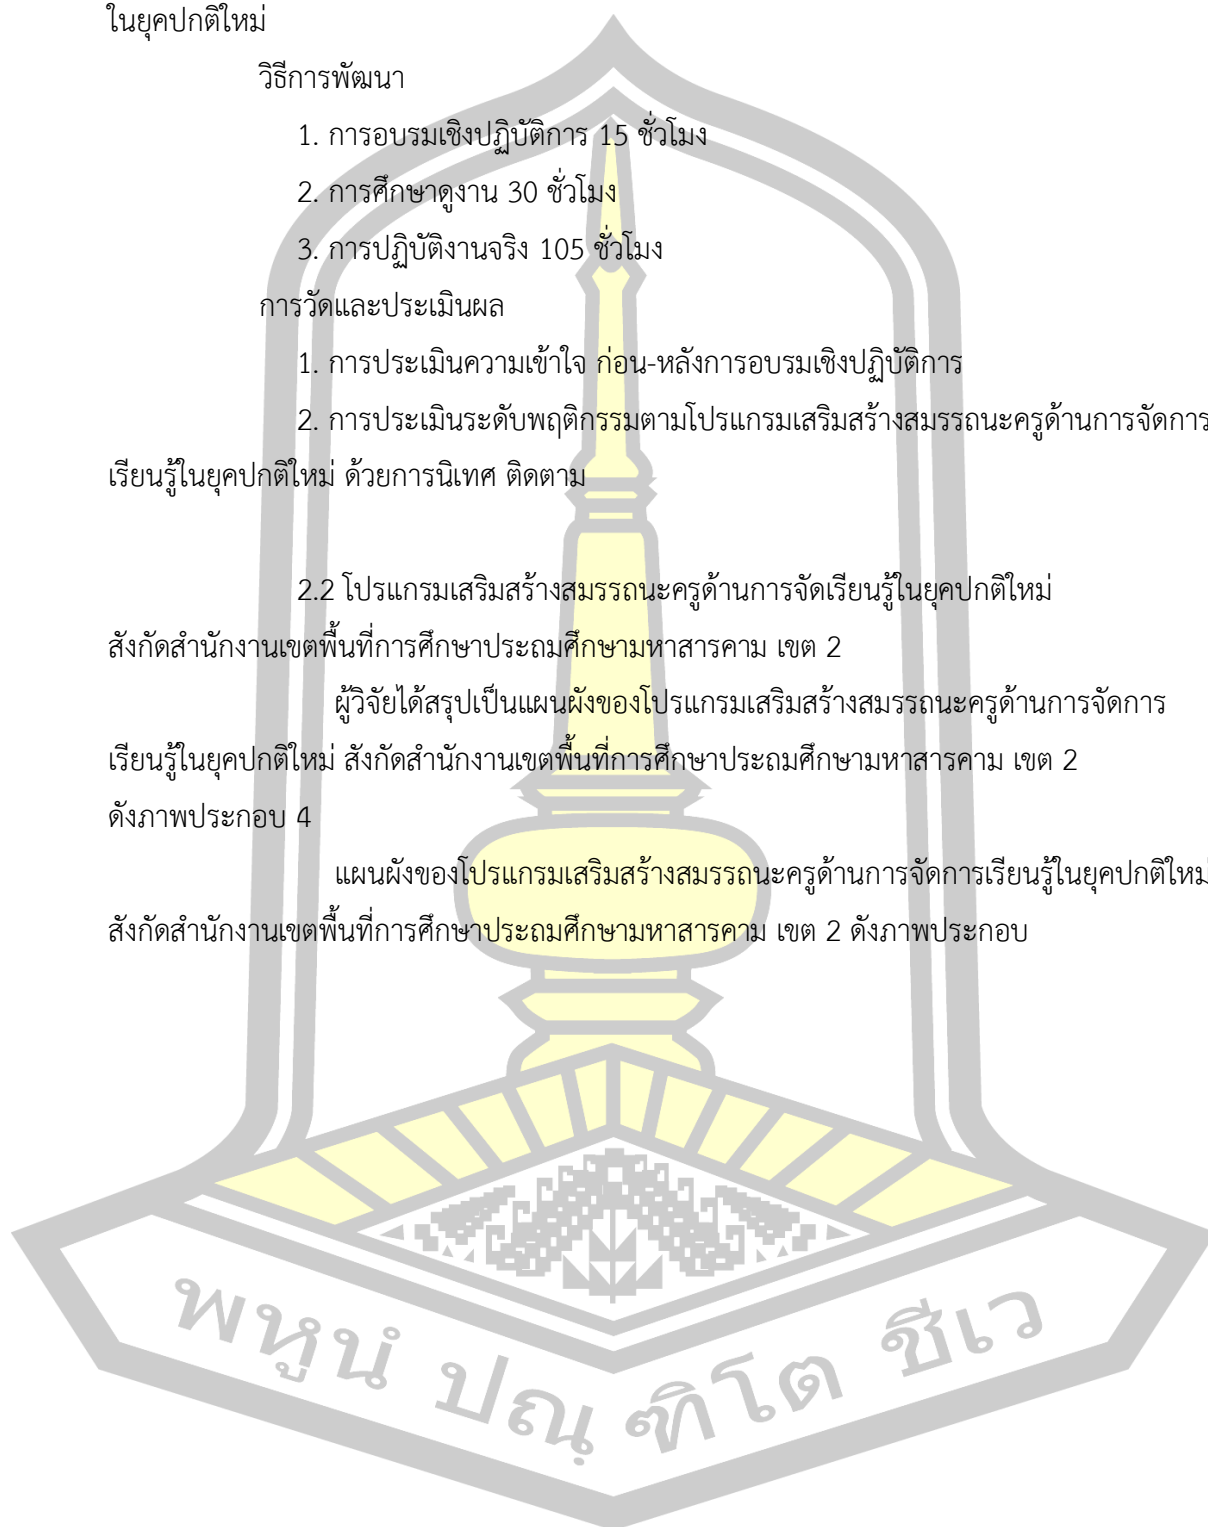 ในยุคปกติใหม่
วิธีการพัฒนา
1. การอบรมเชิงปฏิบัติการ 15 ชั่วโมง
2. การศึกษาดูงาน 30 ชั่วโมง
3. การปฏิบัติงานจริง 105 ชั่วโมง
การวัดและประเมินผล
1. การประเมินความเข้าใจ ก่อน-หลังการอบรมเชิงปฏิบัติการ
2. การประเมินระดับพฤติกรรมตามโปรแกรมเสริมสร้างสมรรถนะครูด้านการจัดการ
เรียนรู้ในยุคปกติใหม่ ด้วยการนิเทศ ติดตาม
2.2 โปรแกรมเสริมสร้างสมรรถนะครูด้านการจัดเรียนรู้ในยุคปกติใหม่
สังกัดสำนักงานเขตพื้นที่การศึกษาประถมศึกษามหาสารคาม เขต 2
ผู้วิจัยได้สรุปเป็นแผนผังของโปรแกรมเสริมสร้างสมรรถนะครูด้านการจัดการ
เรียนรู้ในยุคปกติใหม่ สังกัดสำนักงานเขตพื้นที่การศึกษาประถมศึกษามหาสารคาม เขต 2
ดังภาพประกอบ 4
แผนผังของโปรแกรมเสริมสร้างสมรรถนะครูด้านการจัดการเรียนรู้ในยุคปกติใหม่
สังกัดสำนักงานเขตพื้นที่การศึกษาประถมศึกษามหาสารคาม เขต 2 ดังภาพประกอบ
พหูนํ ปณฺฑิโต ชีเว